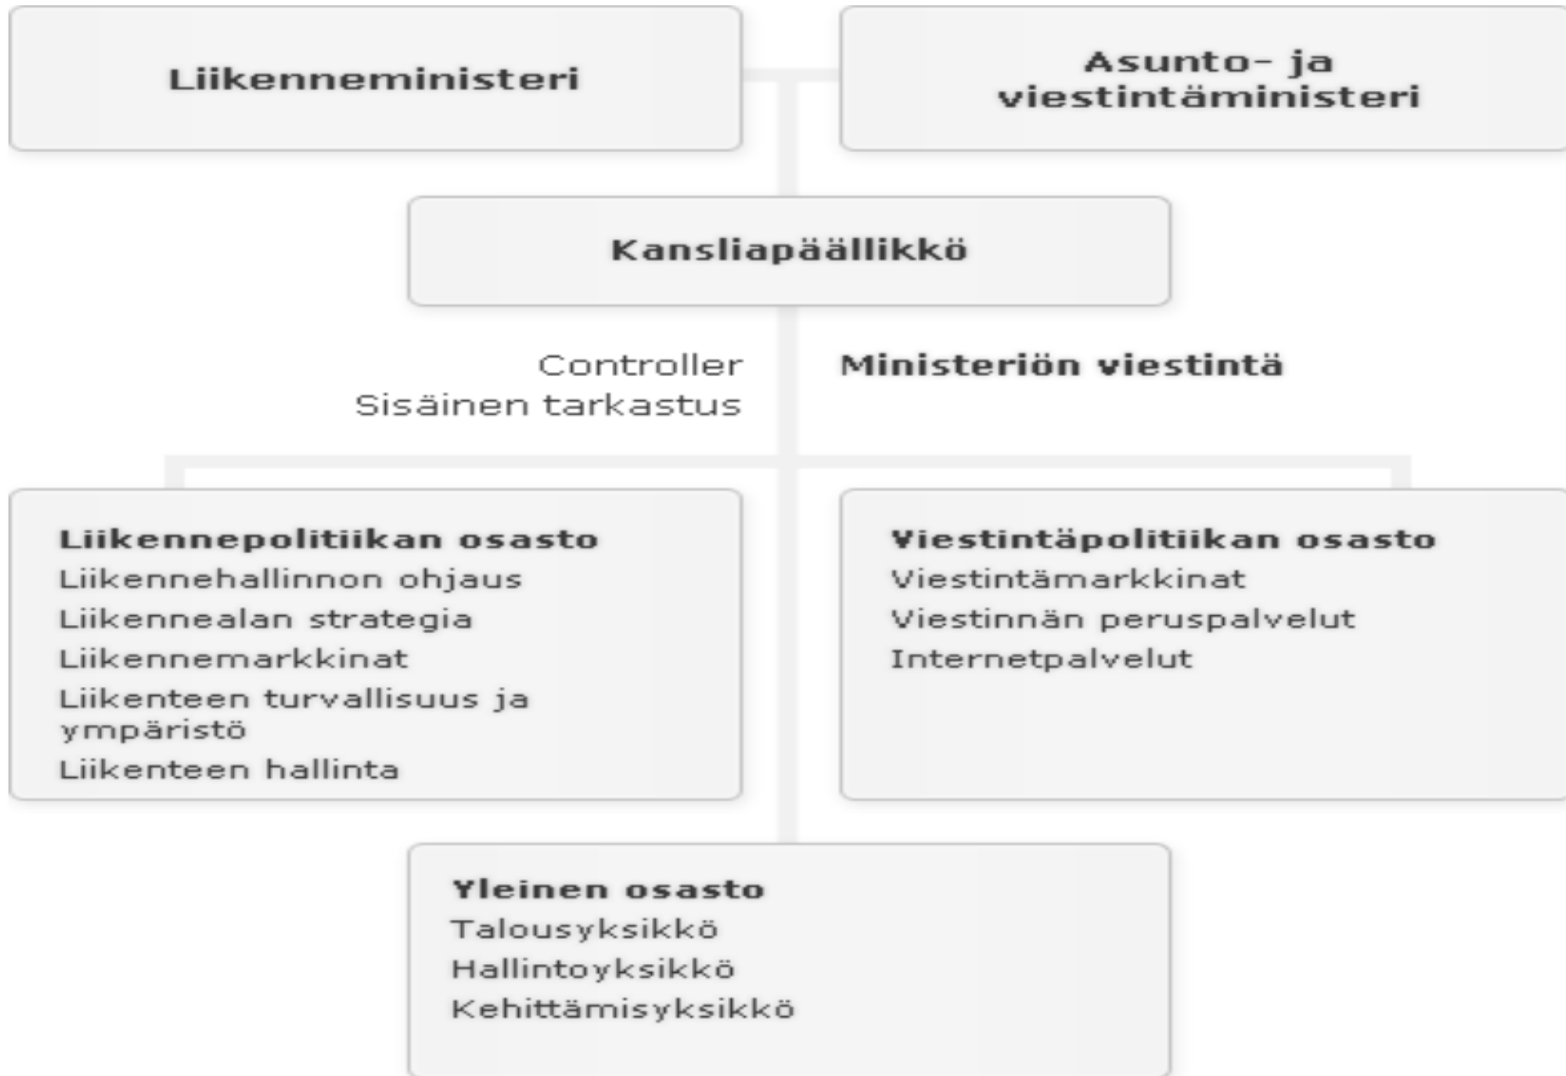 Liikenneministeri
Asunto- ja
viestintäministeri
Kansliapäällikkö
Controller
Sisäinen tarkastus
Ministeriön viestintä
Liikennepolitiikan osasto
Liikennehallinnon ohjaus
Liikennealan strategia
Liikennemarkkinat
Liikenteen turvallisuus ja
ympäristö
Liikenteen hallinta
Viestintäpolitiikan osasto
Viestintämarkkinat
Viestinnän peruspalvelut
Internetpalvelut
Yleinen osasto
Talousyksikkö
Hallintoyksikkö
Kehittämisyksikkö